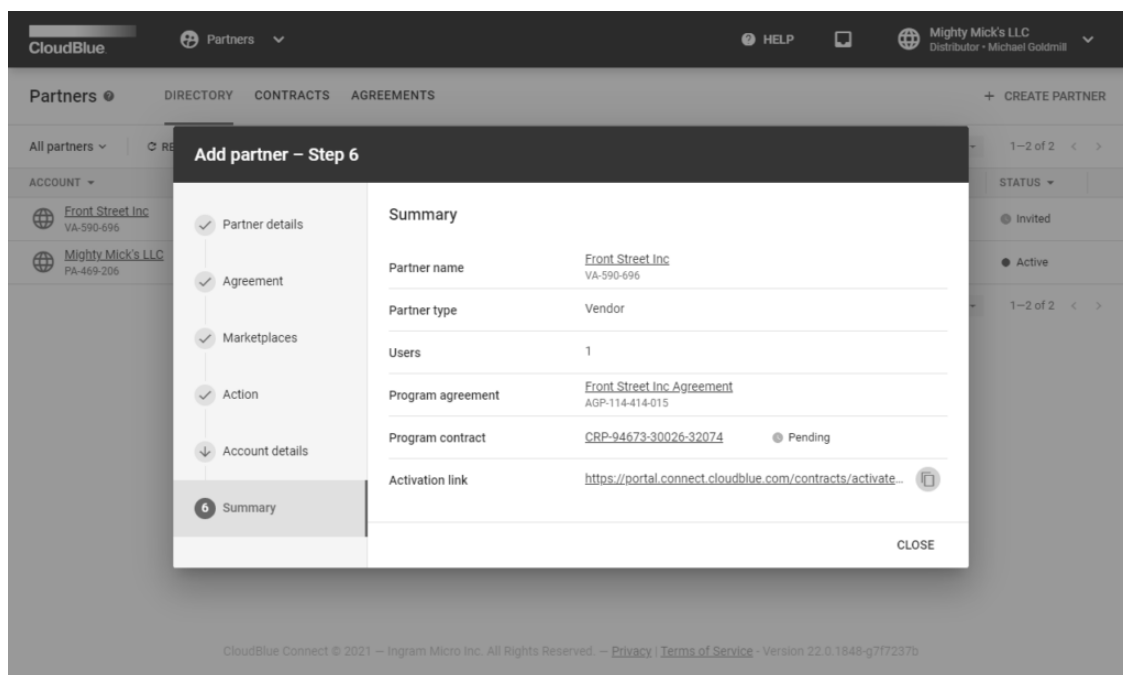 CloudBlue
Partners
HELP
Mighty Mick's LLC
Distributor • Michael Goldmill
Partners
DIRECTORY CONTRACTS AGREEMENTS
+ CREATE PARTNER
All partners
RE
1–2 of 2
Add partner – Step 6
ACCOUNT
STATUS
Front Street Inc
VA-590-696
Invited
Mighty Mick's LLC
PA-469-206
Active
1–2 of 2
Partner details
Agreement
Marketplaces
Action
Account details
6 Summary
Summary
Partner name
Front Street Inc
VA-590-696
Partner type
Vendor
Users
1
Program agreement
Front Street Inc Agreement
AGP-114-414-015
Program contract
CRP-94673-30026-32074
Pending
Activation link
https://portal.connect.cloudblue.com/contracts/activate...
CLOSE
CloudBlue Connect © 2021 — Ingram Micro Inc. All Rights Reserved. — Privacy | Terms of Service - Version 22.0.1848-g7f7237b